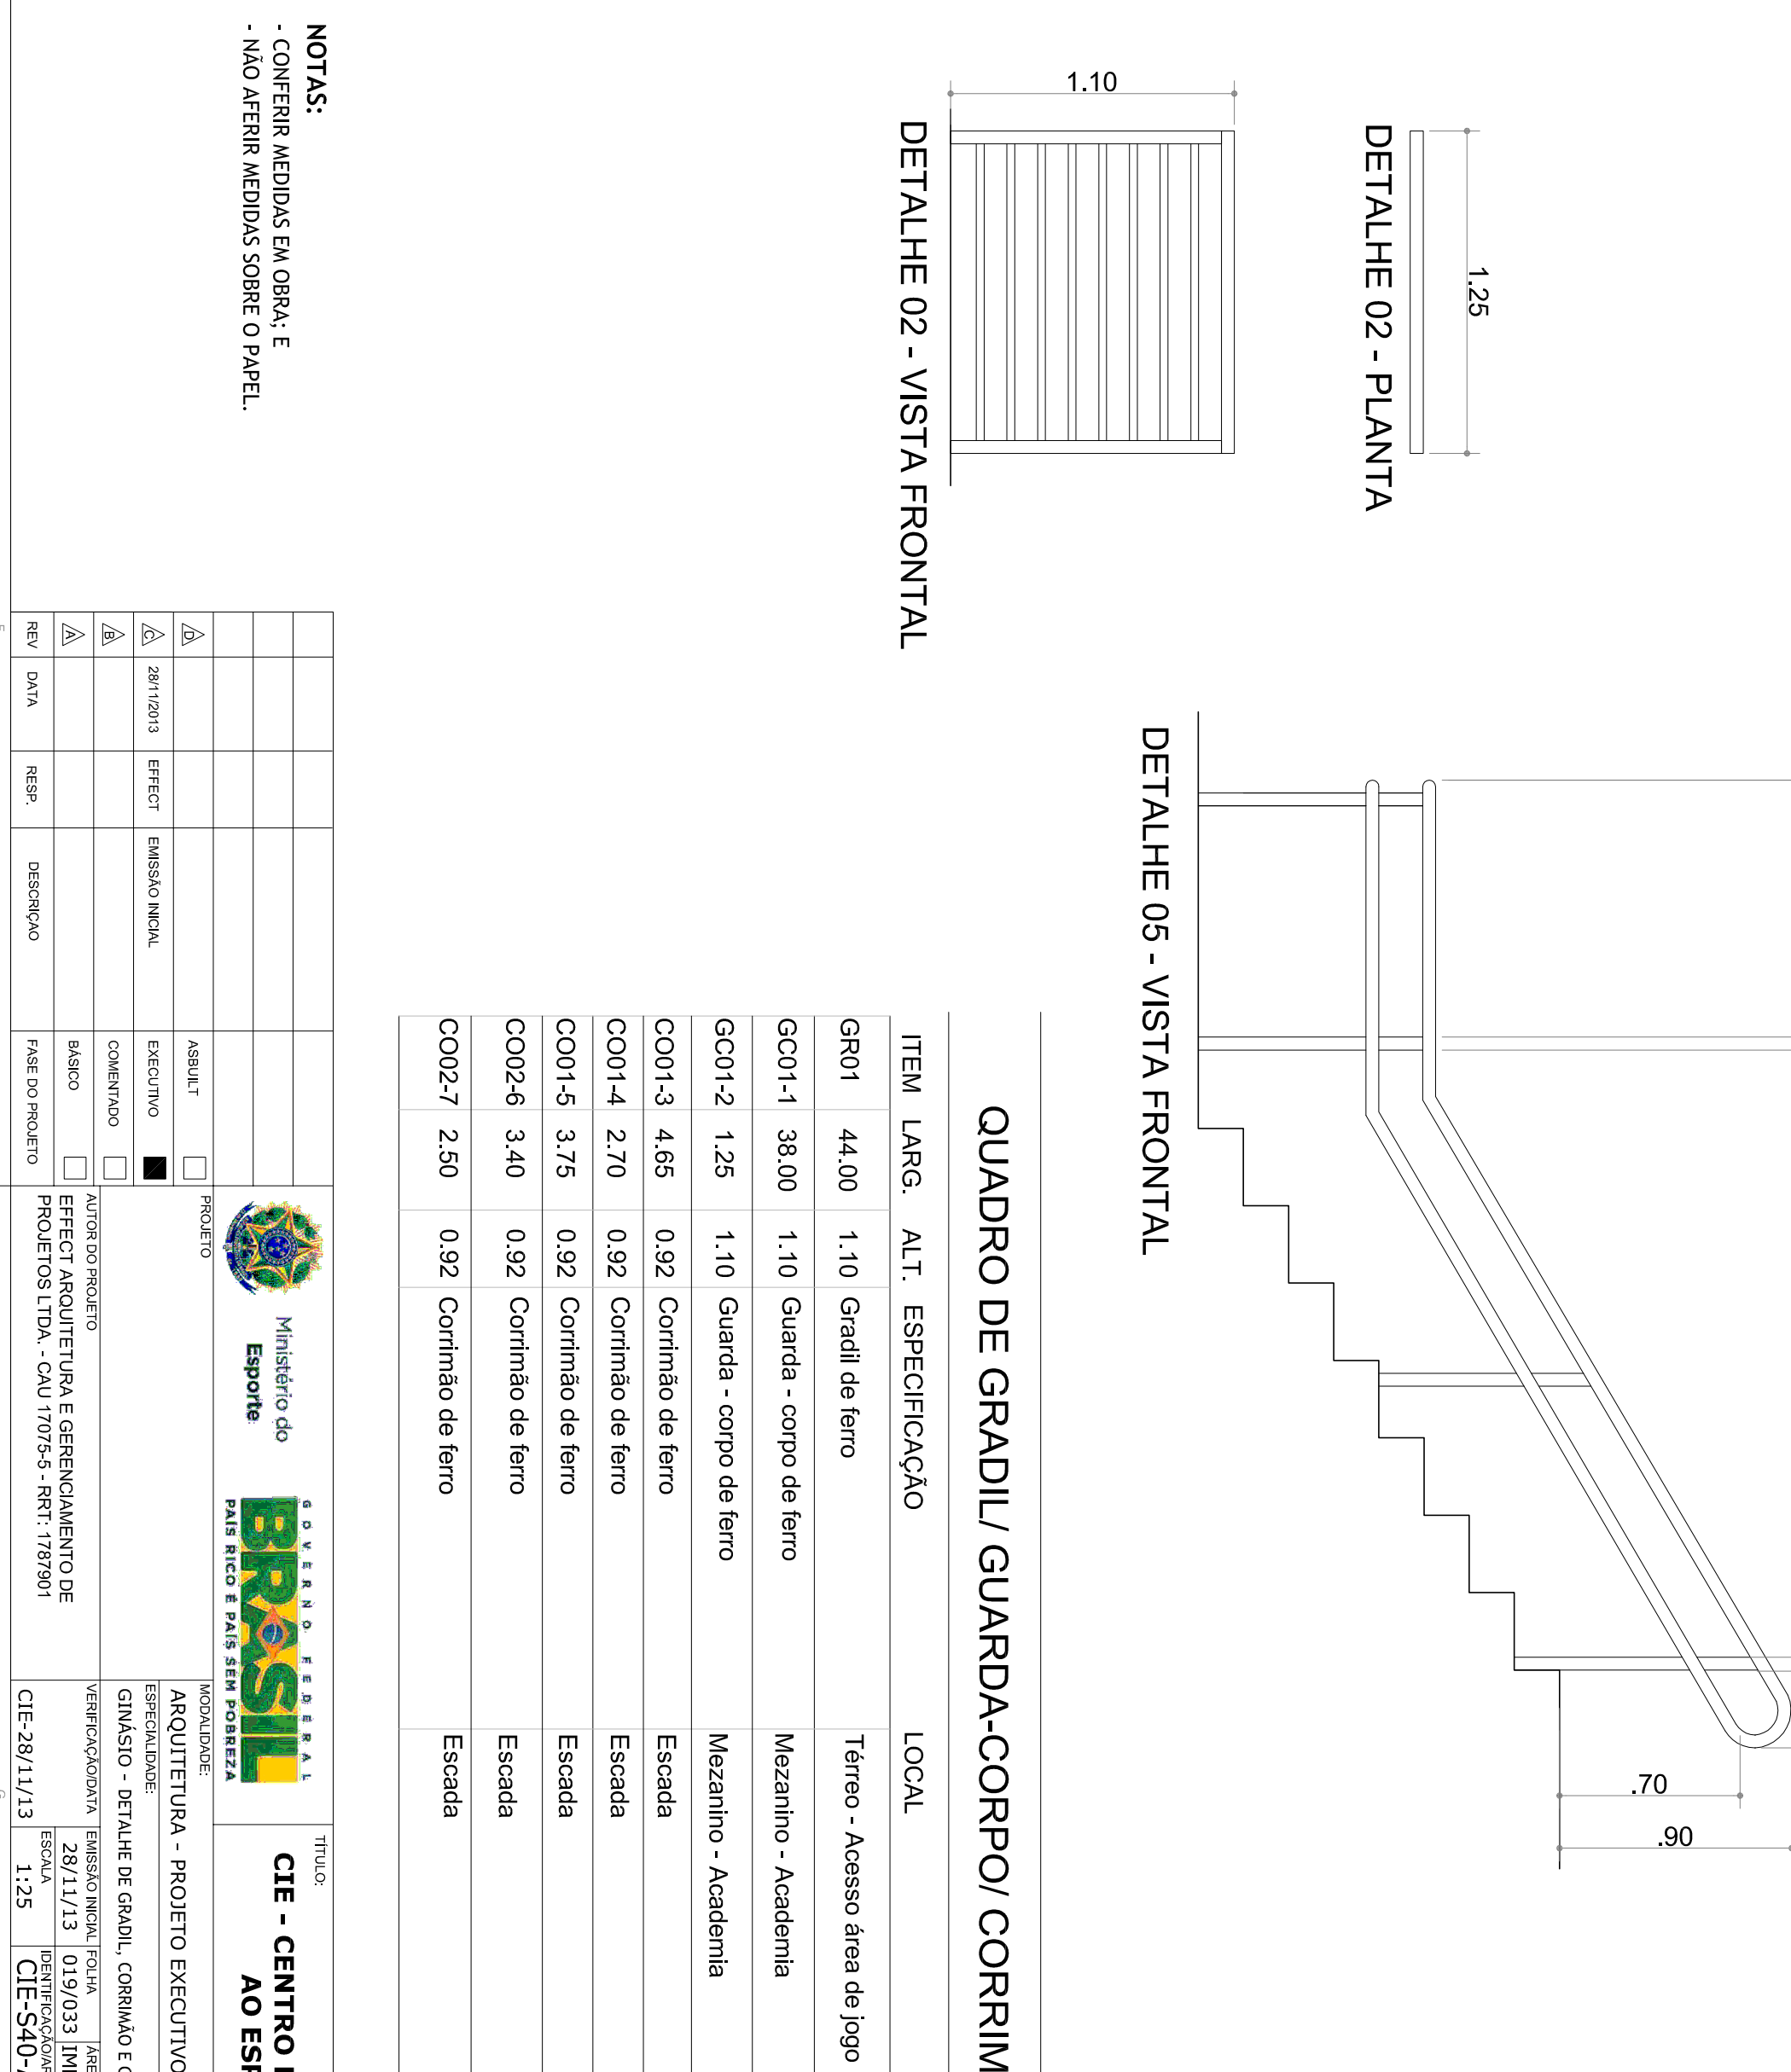 1.25
DETALHE 02 - PLANTA
1.10
DETALHE 02 - VISTA FRONTAL
.70
.90
DETALHE 05 - VISTA FRONTAL
QUADRO DE GRADIL/ GUARDA-CORPO/ CORRIM
ITEM LARG. ALT. ESPECIFICAÇÃO LOCAL
GR01 44.00 1.10 Gradil de ferro Térreo - Acesso área de jogo
GC01-1 38.00 1.10 Guarda - corpo de ferro Mezanino - Academia
GC01-2 1.25 1.10 Guarda - corpo de ferro Mezanino - Academia
CO01-3 4.65 0.92 Corrimão de ferro Escada
CO01-4 2.70 0.92 Corrimão de ferro Escada
CO01-5 3.75 0.92 Corrimão de ferro Escada
CO02-6 3.40 0.92 Corrimão de ferro Escada
CO02-7 2.50 0.92 Corrimão de ferro Escada
NOTAS:
- CONFERIR MEDIDAS EM OBRA; E
- NÃO AFERIR MEDIDAS SOBRE O PAPEL.
D ASBUILT
C 28/11/2013 EFFECT EMISSÃO INICIAL EXECUTIVO
B COMENTADO
A BÁSICO
REV DATA RESP. DESCRIÇAO FASE DO PROJETO
Ministério do
Esporte
GOVERNO FEDERAL
BRASIL
PAÍS RICO É PAÍS SEM POBREZA
PROJETO
AUTOR DO PROJETO
EFFECT ARQUITETURA E GERENCIAMENTO DE
PROJETOS LTDA. - CAU 17075-5 - RRT: 1787901
TÍTULO:
CIE - CENTRO
AO
MODALIDADE:
ARQUITETURA - PROJETO EXECUTIVO
ESPECIALIDADE:
GINÁSIO - DETALHE DE GRADIL, CORRIMÃO E
VERIFICAÇÃO/DATA
CIE-28/11/13
EMISSÃO INICIAL
28/11/13
FOLHA
019/033
ESCALA
1:25
CIE-S40-